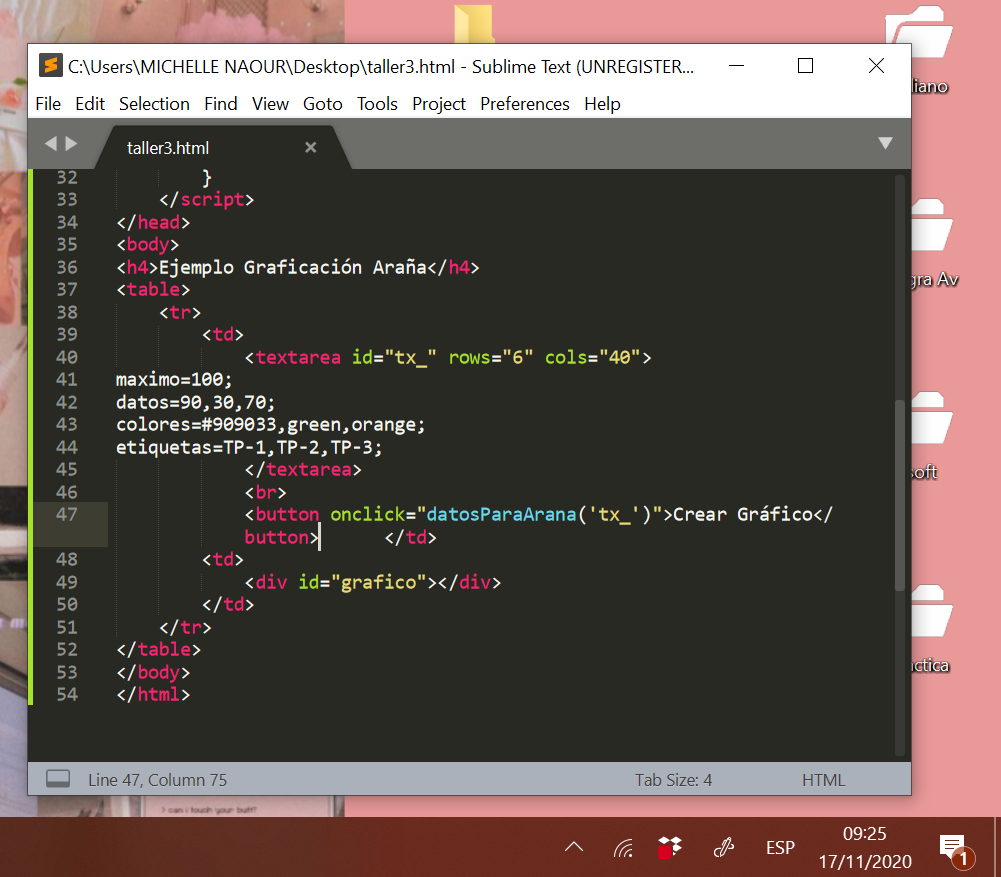 C:\Users\MICHELLE NAOUR\Desktop\taller3.html - Sublime Text (UNREGISTER...
File Edit Selection Find View Goto Tools Project Preferences Help
taller3.html
32 }
33 </script>
34 </head>
35 <body>
36 <h4>Ejemplo Graficación Araña</h4>
37 <table>
38 <tr>
39 <td>
40 <textarea id="tx_" rows="6" cols="40">
41 maximo=100;
42 datos=90,30,70;
43 colores=#909033,green,orange;
44 etiquetas=TP-1,TP-2,TP-3;
45 </textarea>
46 <br>
47 <button onclick="datosParaArana('tx_')">Crear Gráfico</
button> </td>
48 <td>
49 <div id="grafico"></div>
50 </td>
51 </tr>
52 </table>
53 </body>
54 </html>
Line 47, Column 75 Tab Size: 4 HTML
liano
gra Av
soft
actica
> can i touch your butt?
ESP
09:25
17/11/2020
1